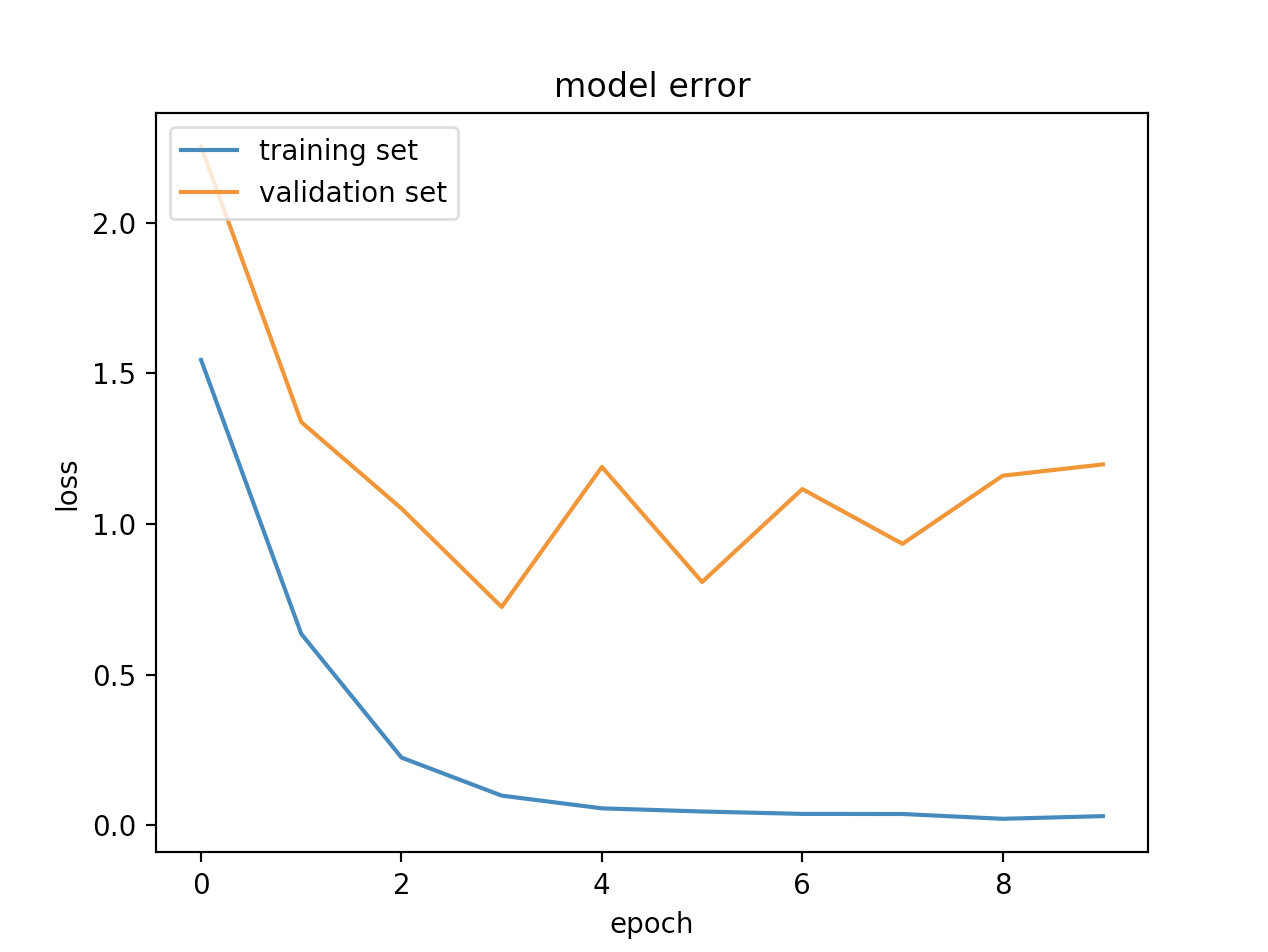 model error
training set
validation set
2.0
1.5
1.0
0.5
0.0
loss
0 2 4 6 8
epoch